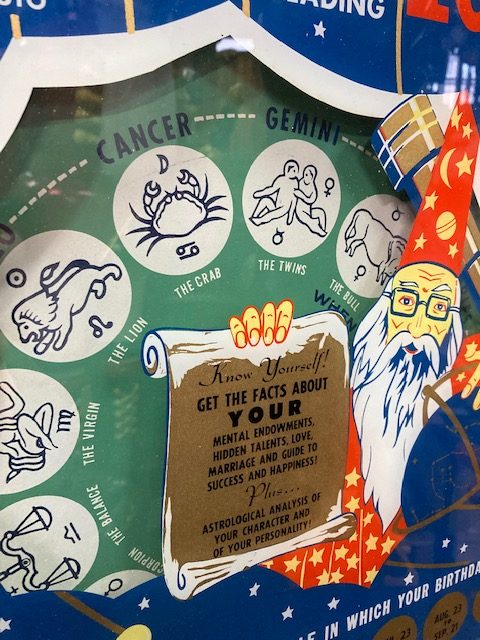 CANCER
GEMINI
THE CRAB
THE TWINS
THE BULL
THE LION
THE VIRGIN
THE BALANCE
WHEN
Know Yourself!
GET THE FACTS ABOUT
YOUR
MENTAL ENDOWMENTS,
HIDDEN TALENTS, LOVE,
MARRIAGE AND GUIDE TO
SUCCESS AND HAPPINESS!
Plus...
ASTROLOGICAL ANALYSIS OF
YOUR CHARACTER AND
OF YOUR PERSONALITY!
IN WHICH YOUR BIRTHDA
AUG. 23
TO
SEP. 21